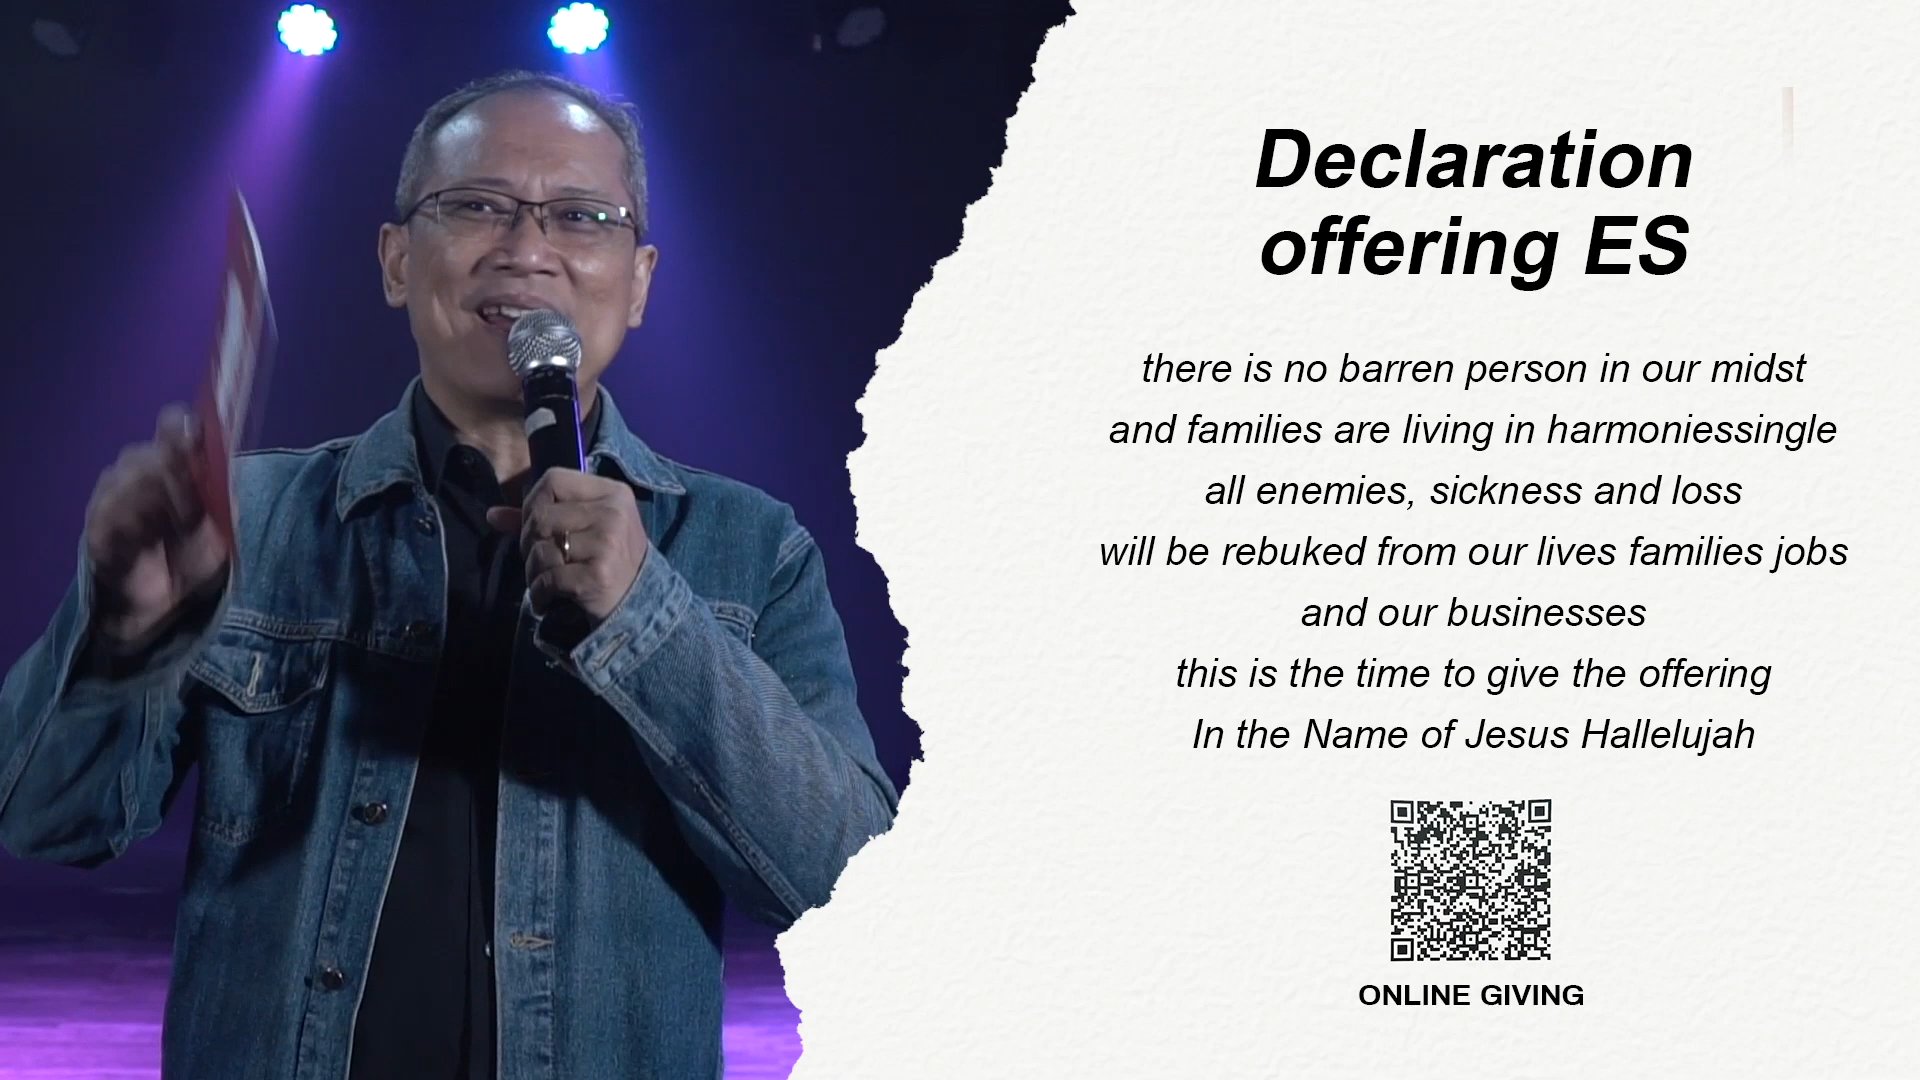 Declaration
offering ES
there is no barren person in our midst
and families are living in harmoniessingle
all enemies, sickness and loss
will be rebuked from our lives families jobs
and our businesses
this is the time to give the offering
In the Name of Jesus Hallelujah
ONLINE GIVING